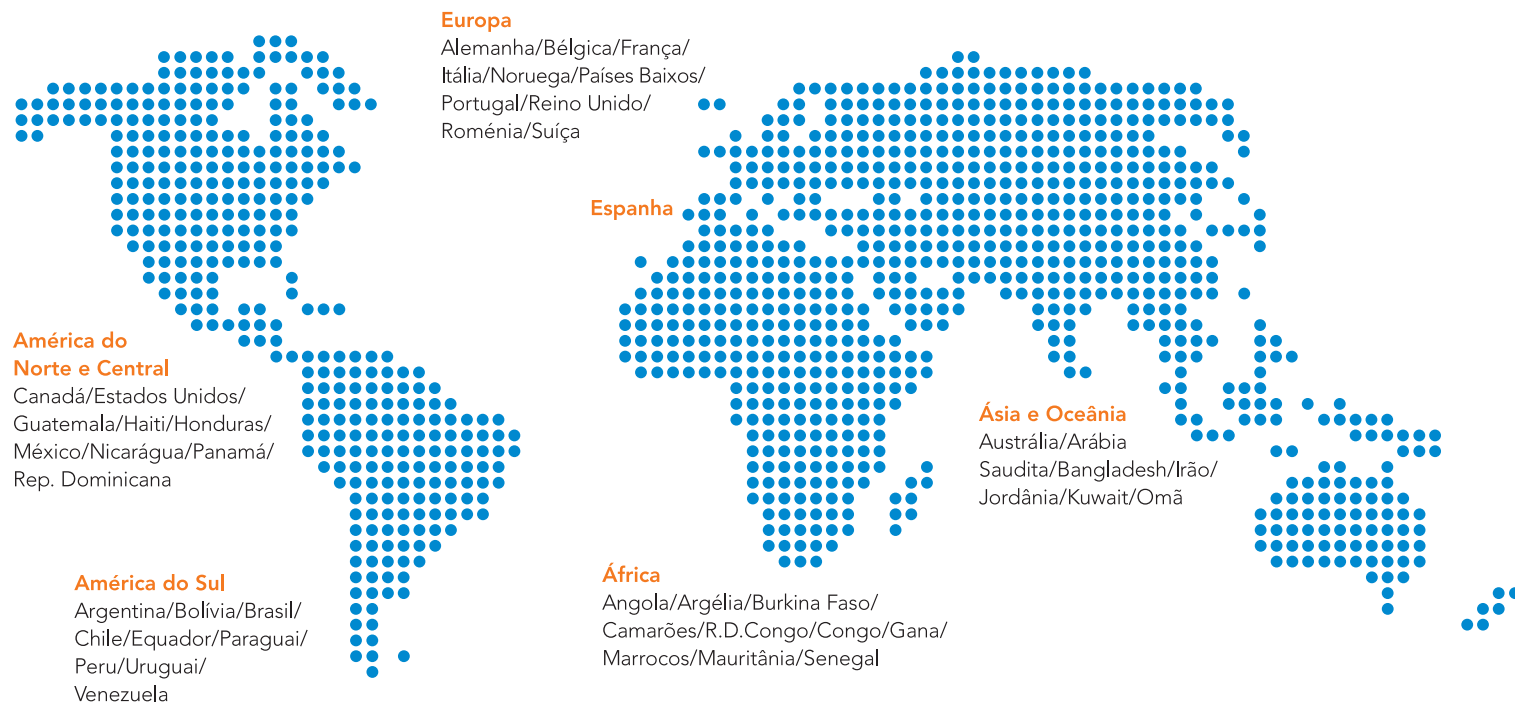 Europa
Alemanha/Bélgica/França/
Itália/Noruega/Países Baixos/
Portugal/Reino Unido/
Roménia/Suíça
Espanha
América do
Norte e Central
Canadá/Estados Unidos/
Guatemala/Haiti/Honduras/
México/Nicarágua/Panamá/
Rep. Dominicana
Ásia e Oceânia
Austrália/Arábia
Saudita/Bangladesh/Irão/
Jordânia/Kuwait/Omã
América do Sul
Argentina/Bolívia/Brasil/
Chile/Equador/Paraguai/
Peru/Uruguai/
Venezuela
África
Angola/Argélia/Burkina Faso/
Camarões/R.D.Congo/Congo/Gana/
Marrocos/Mauritânia/Senegal